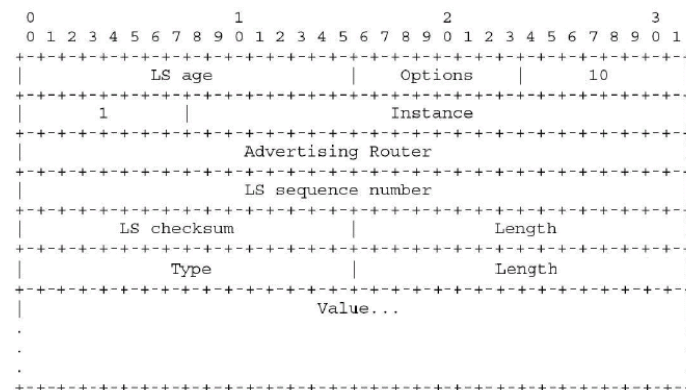 0 1 2 3
0 1 2 3 4 5 6 7 8 9 0 1 2 3 4 5 6 7 8 9 0 1 2 3 4 5 6 7 8 9 0 1
+-+-+-+-+-+-+-+-+-+-+-+-+-+-+-+-+-+-+-+-+-+-+-+-+-+-+-+-+-+-+-+-
| LS age | Options | 10
+-+-+-+-+-+-+-+-+-+-+-+-+-+-+-+-+-+-+-+-+-+-+-+-+-+-+-+-+-+-+-+-
| 1 | Instance
+-+-+-+-+-+-+-+-+-+-+-+-+-+-+-+-+-+-+-+-+-+-+-+-+-+-+-+-+-+-+-+-
| Advertising Router
+-+-+-+-+-+-+-+-+-+-+-+-+-+-+-+-+-+-+-+-+-+-+-+-+-+-+-+-+-+-+-+-
| LS sequence number
+-+-+-+-+-+-+-+-+-+-+-+-+-+-+-+-+-+-+-+-+-+-+-+-+-+-+-+-+-+-+-+-
| LS checksum | Length
+-+-+-+-+-+-+-+-+-+-+-+-+-+-+-+-+-+-+-+-+-+-+-+-+-+-+-+-+-+-+-+-
| Type | Length
+-+-+-+-+-+-+-+-+-+-+-+-+-+-+-+-+-+-+-+-+-+-+-+-+-+-+-+-+-+-+-+-
| Value...
.
.
.
+-+-+-+-+-+-+-+-+-+-+-+-+-+-+-+-+-+-+-+-+-+-+-+-+-+-+-+-+-+-+-+-